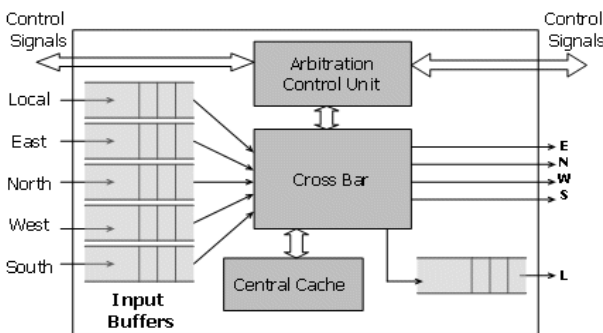 Control
Signals
Control
Signals
Arbitration
Control Unit
Local
East
North
West
South
Cross Bar
E
N
W
S
Central Cache
L
Input
Buffers